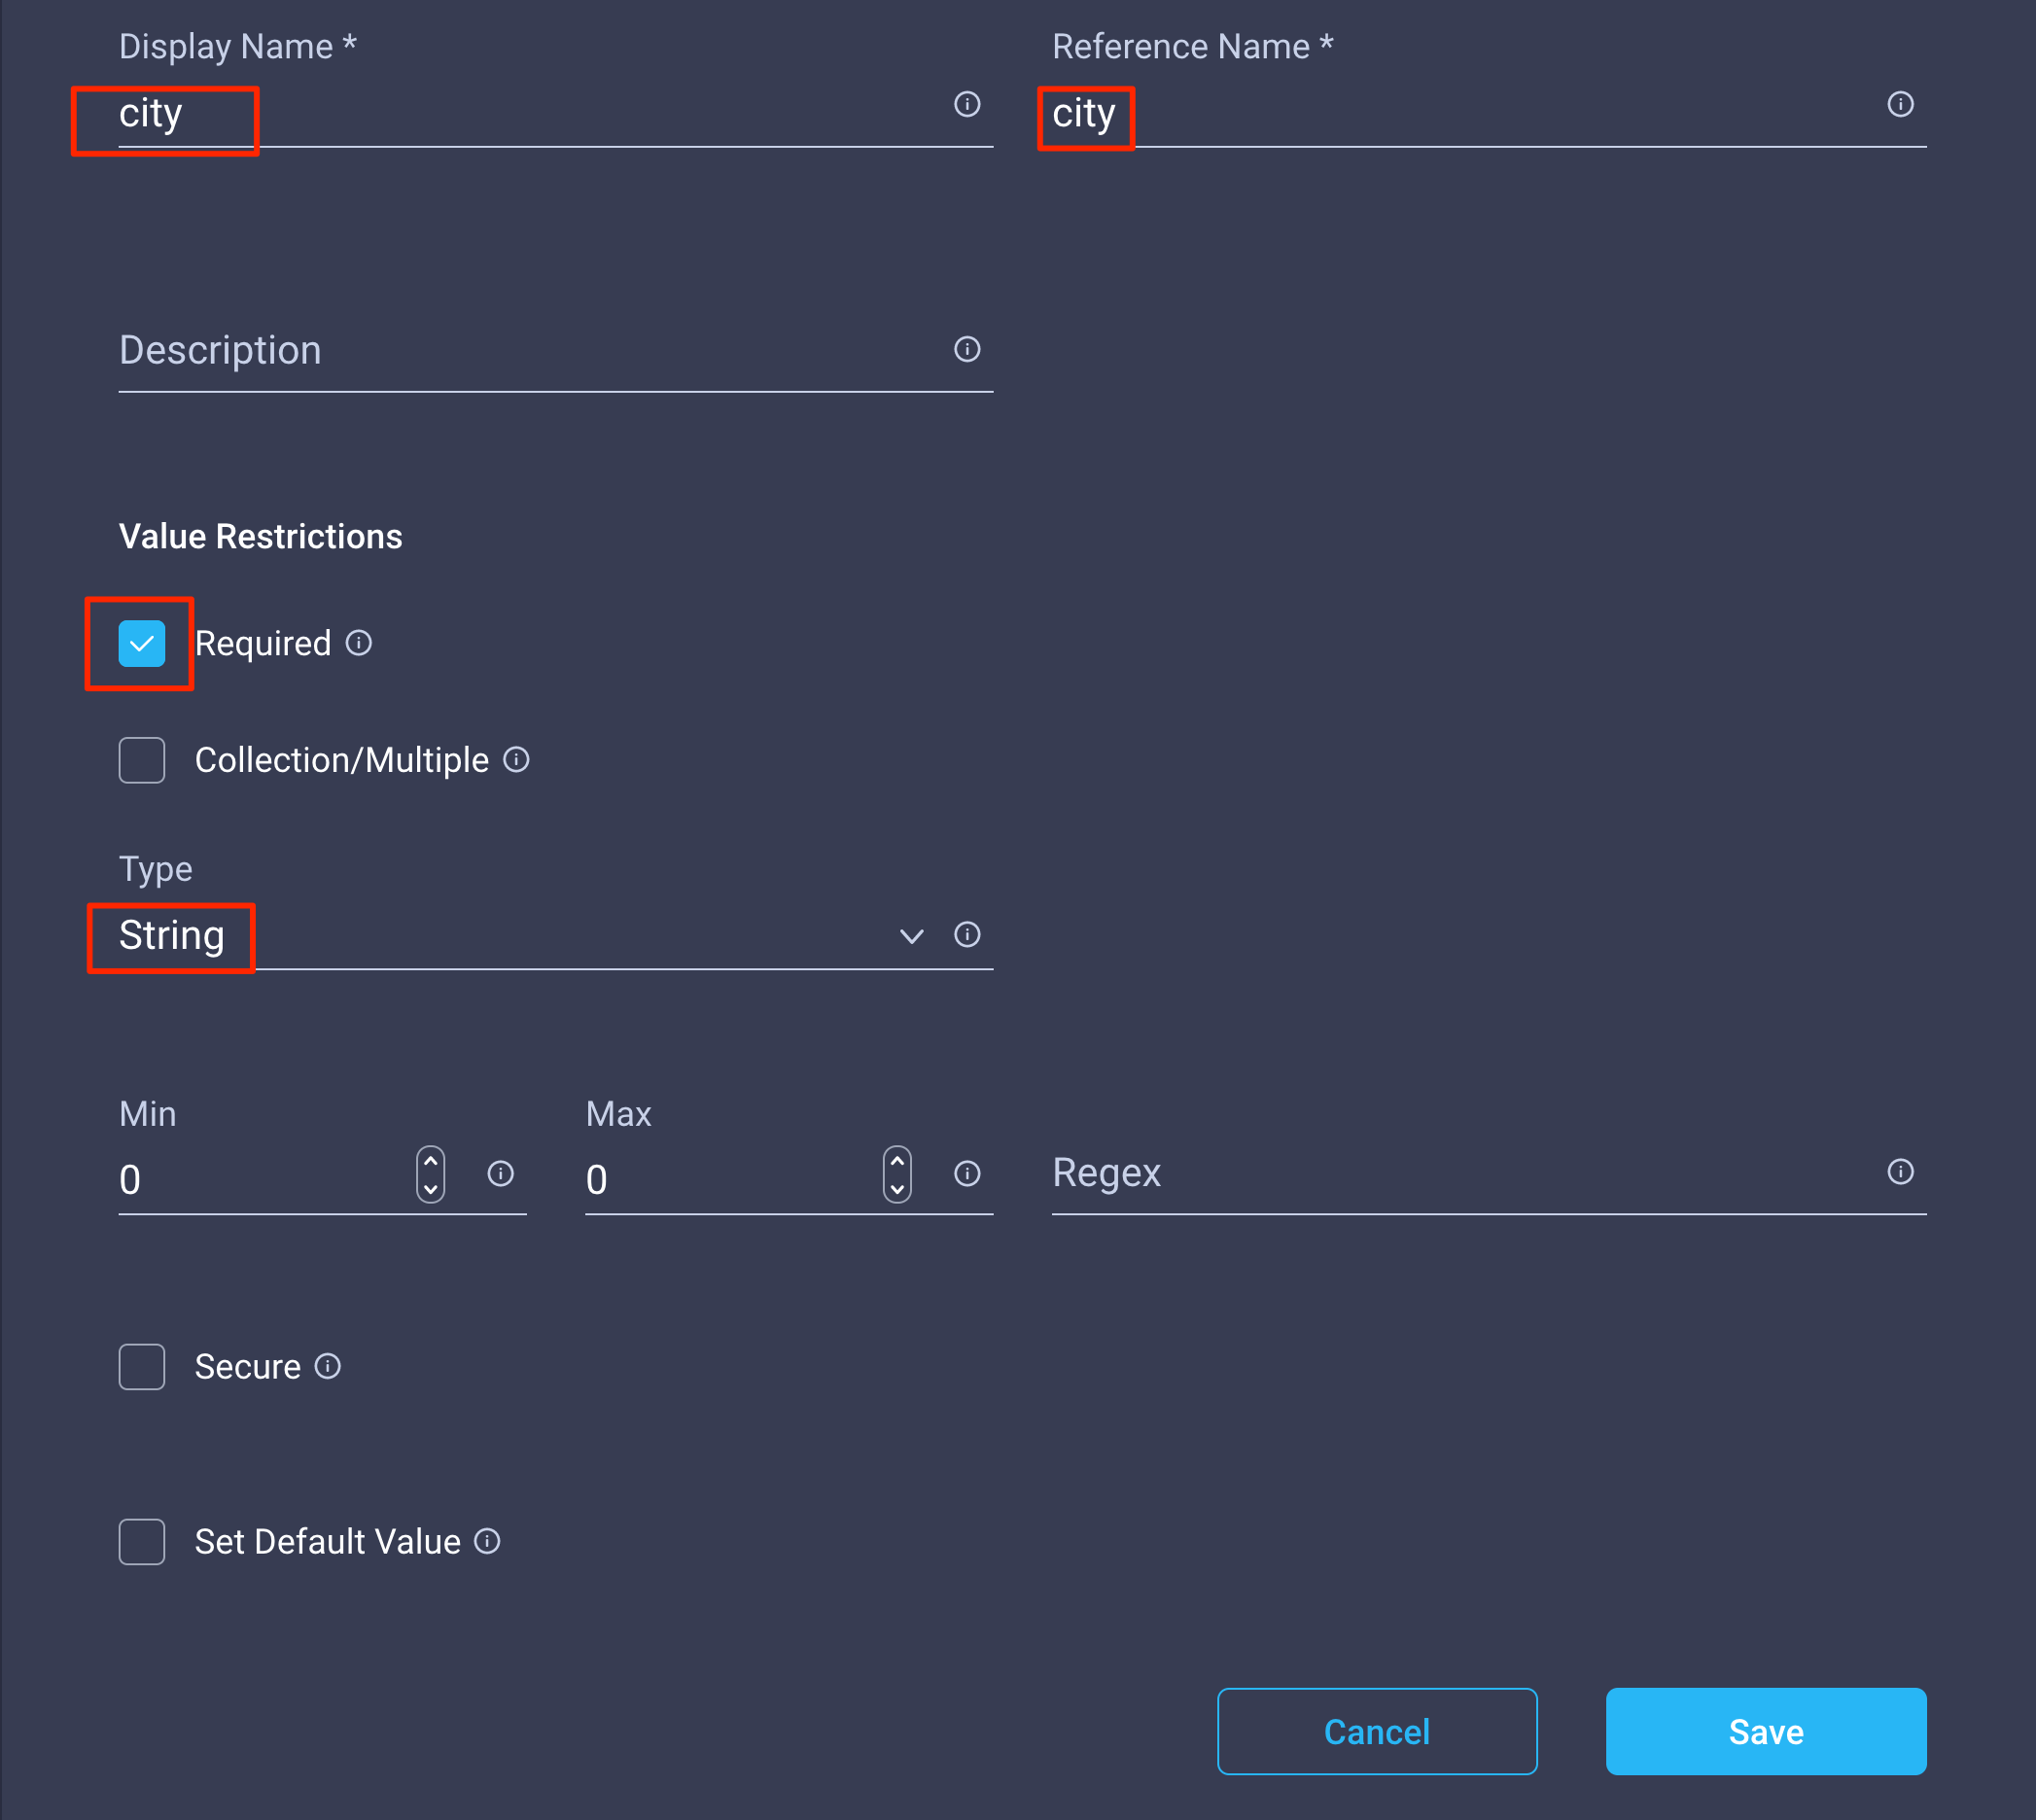 Display Name *
Reference Name *
city
city
Description
Value Restrictions
Required
Collection/Multiple
Type
String
Min
Max
0
0
Regex
Secure
Set Default Value
Cancel
Save